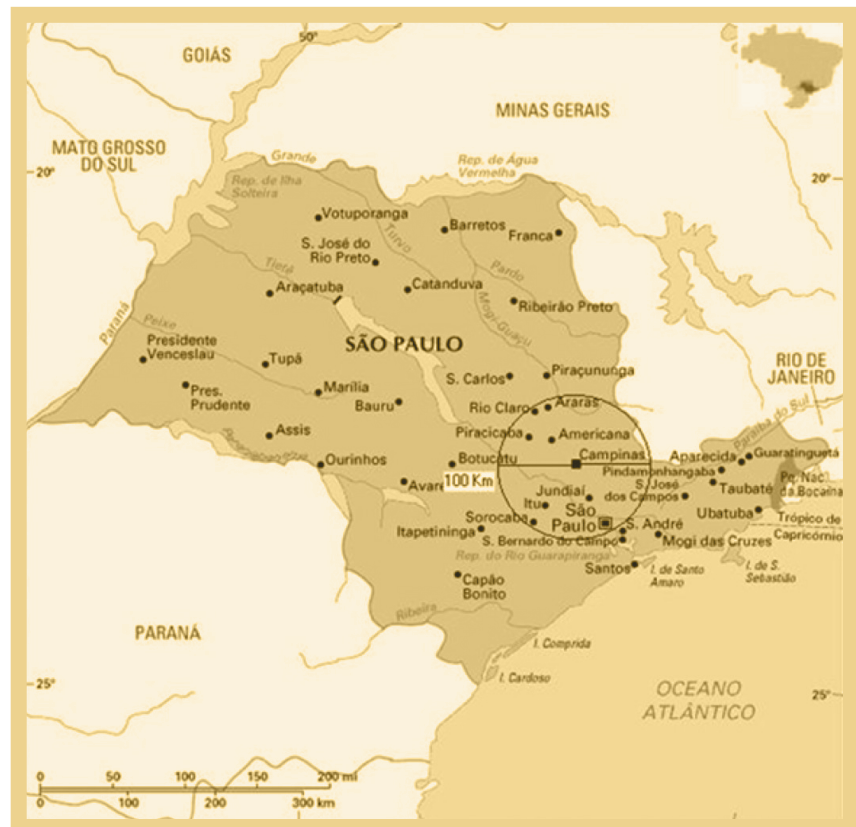 50°
GOIÁS
MINAS GERAIS
MATO GROSSO
DO SUL
20°
20°
Grande
Rep. de Água
Vermelha
Rep. de Ilha
Solteira
Votuporanga
Turvo
Barretos
Franca
S. José do
Rio Preto
Pardo
Tietê
Araçatuba
Catanduva
Ribeirão Preto
Mogi-Guaçu
Paraná
Peixe
SÃO PAULO
Presidente
Venceslau
Tupã
RIO DE
JANEIRO
S. Carlos
Piraçununga
Pres.
Prudente
Marília
Bauru
Rio Claro
Araras
Paraíba do Sul
Assis
Piracicaba
Americana
Aparecida
Guaratinguetá
Ourinhos
Botucatu
Campinas
Pindamonhangaba
100 Km
Avaré
Jundiaí
S. José
dos Campos
Taubaté
Pq. Nac.
da Bocaina
Itu
São
Paulo
Ubatuba
Sorocaba
S. André
Trópico de
Capricórnio
Itapetininga
S. Bernardo do Campo
Mogi das Cruzes
Rep. do Rio Guarapiranga
Santos
I. de Santo
Amaro
I. de S.
Sebastião
Capão
Bonito
Ribeira
PARANÁ
I. Comprida
I. Cardoso
25°
25°
OCEANO
ATLÂNTICO
0 50 100 150 200 mi
0 100 200 300 km